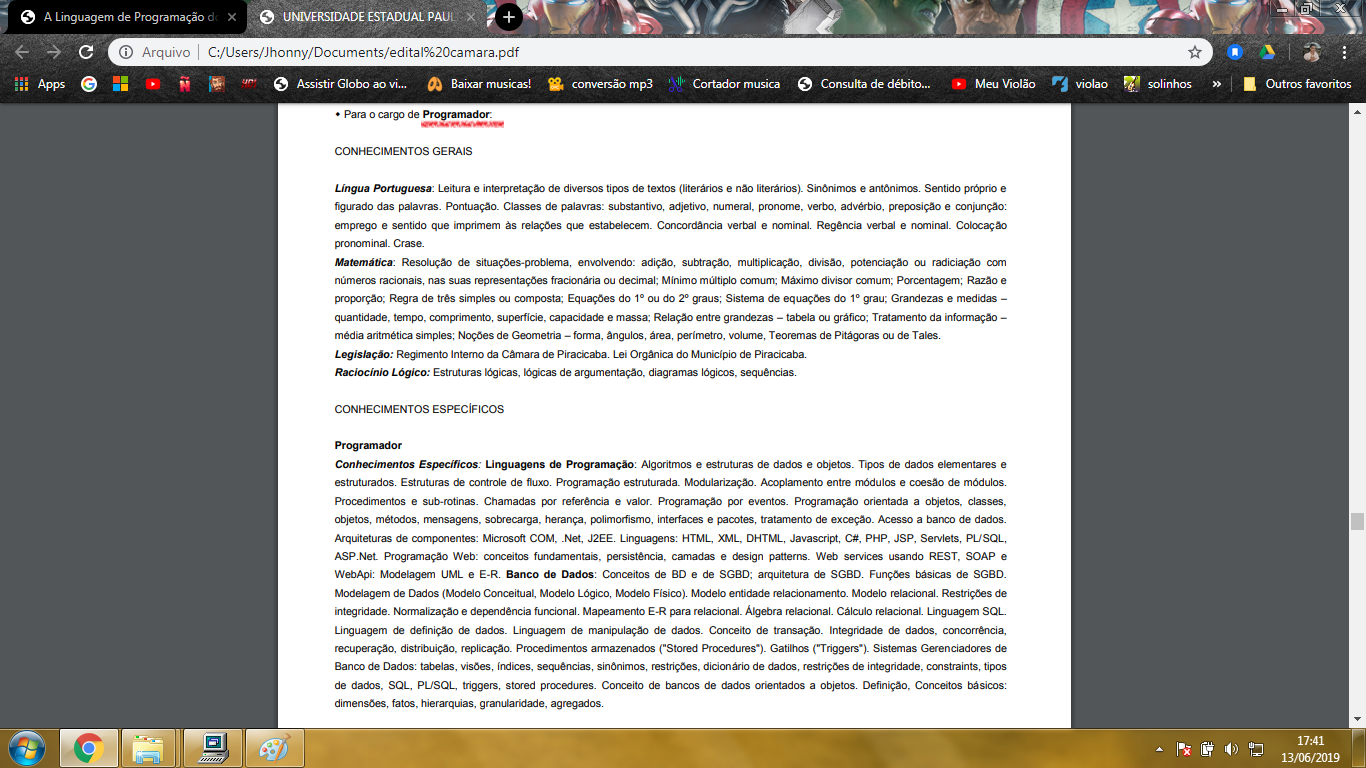 A Linguagem de Programação d
UNIVERSIDADE ESTADUAL PAUL
Arquivo
C:/Users/Jhonny/Documents/edital%20camara.pdf
Apps
Assistir Globo ao vi...
Baixar musicas!
conversão mp3
Cortador musica
Consulta de débito...
Meu Violão
violao
solinhos
»
Outros favoritos
• Para o cargo de Programador:
CONHECIMENTOS GERAIS
Língua Portuguesa: Leitura e interpretação de diversos tipos de textos (literários e não literários). Sinônimos e antônimos. Sentido próprio e
figurado das palavras. Pontuação. Classes de palavras: substantivo, adjetivo, numeral, pronome, verbo, advérbio, preposição e conjunção:
emprego e sentido que imprimem às relações que estabelecem. Concordância verbal e nominal. Regência verbal e nominal. Colocação
pronominal. Crase.
Matemática: Resolução de situações-problema, envolvendo: adição, subtração, multiplicação, divisão, potenciação ou radiciação com
números racionais, nas suas representações fracionária ou decimal; Mínimo múltiplo comum; Máximo divisor comum; Porcentagem; Razão e
proporção; Regra de três simples ou composta; Equações do 1º ou do 2º graus; Sistema de equações do 1º grau; Grandezas e medidas –
quantidade, tempo, comprimento, superfície, capacidade e massa; Relação entre grandezas – tabela ou gráfico; Tratamento da informação –
média aritmética simples; Noções de Geometria – forma, ângulos, área, perímetro, volume, Teoremas de Pitágoras ou de Tales.
Legislação: Regimento Interno da Câmara de Piracicaba. Lei Orgânica do Município de Piracicaba.
Raciocínio Lógico: Estruturas lógicas, lógicas de argumentação, diagramas lógicos, sequências.
CONHECIMENTOS ESPECÍFICOS
Programador
Conhecimentos Específicos: Linguagens de Programação: Algoritmos e estruturas de dados e objetos. Tipos de dados elementares e
estruturados. Estruturas de controle de fluxo. Programação estruturada. Modularização. Acoplamento entre módulos e coesão de módulos.
Procedimentos e sub-rotinas. Chamadas por referência e valor. Programação por eventos. Programação orientada a objetos, classes,
objetos, métodos, mensagens, sobrecarga, herança, polimorfismo, interfaces e pacotes, tratamento de exceção. Acesso a banco de dados.
Arquiteturas de componentes: Microsoft COM, .Net, J2EE. Linguagens: HTML, XML, DHTML, Javascript, C#, PHP, JSP, Servlets, PL/SQL,
ASP.Net. Programação Web: conceitos fundamentais, persistência, camadas e design patterns. Web services usando REST, SOAP e
WebApi: Modelagem UML e E-R. Banco de Dados: Conceitos de BD e de SGBD; arquitetura de SGBD. Funções básicas de SGBD.
Modelagem de Dados (Modelo Conceitual, Modelo Lógico, Modelo Físico). Modelo entidade relacionamento. Modelo relacional. Restrições de
integridade. Normalização e dependência funcional. Mapeamento E-R para relacional. Álgebra relacional. Cálculo relacional. Linguagem SQL.
Linguagem de definição de dados. Linguagem de manipulação de dados. Conceito de transação. Integridade de dados, concorrência,
recuperação, distribuição, replicação. Procedimentos armazenados ("Stored Procedures"). Gatilhos ("Triggers"). Sistemas Gerenciadores de
Banco de Dados: tabelas, visões, índices, sequências, sinônimos, restrições, dicionário de dados, restrições de integridade, constraints, tipos
de dados, SQL, PL/SQL, triggers, stored procedures. Conceito de bancos de dados orientados a objetos. Definição, Conceitos básicos:
dimensões, fatos, hierarquias, granularidade, agregados.
17:41
13/06/2019